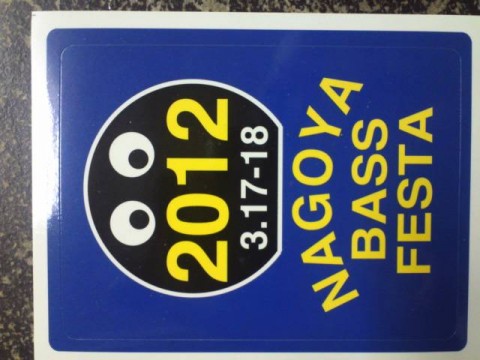 2012
3.17-18
NAGOYA
BASS
FESTA